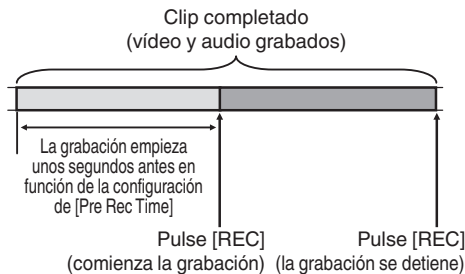 Clip completado
(vídeo y audio grabados)
La grabación empieza
unos segundos antes en
función de la configuración
de [Pre Rec Time]
Pulse [REC]
(comienza la grabación)
Pulse [REC]
(la grabación se detiene)